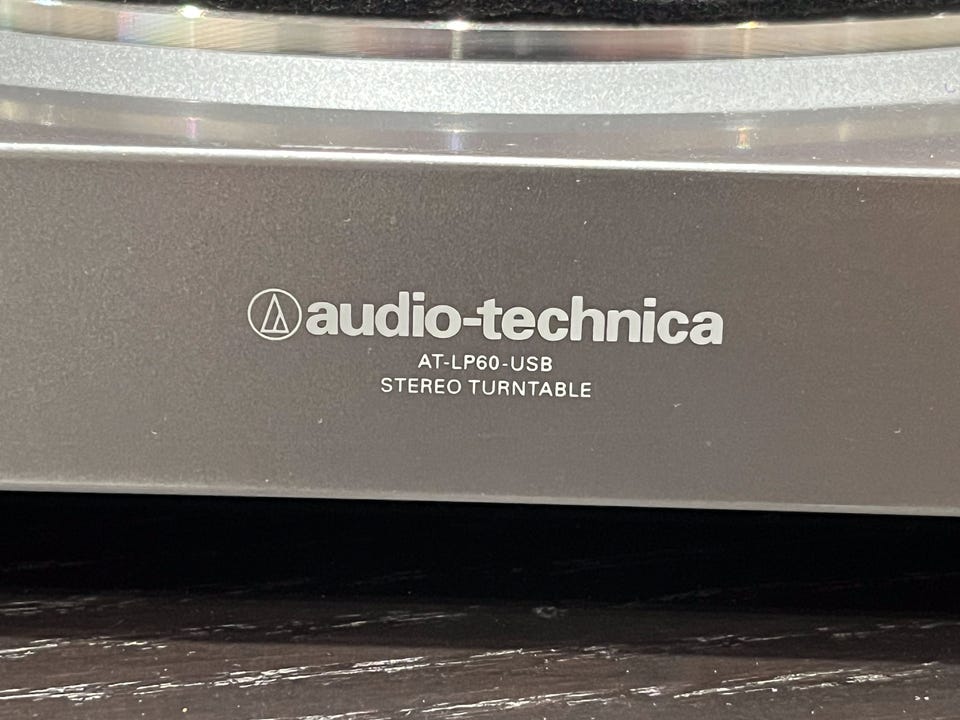 audio-technica
AT-LP60-USB
STEREO TURNTABLE